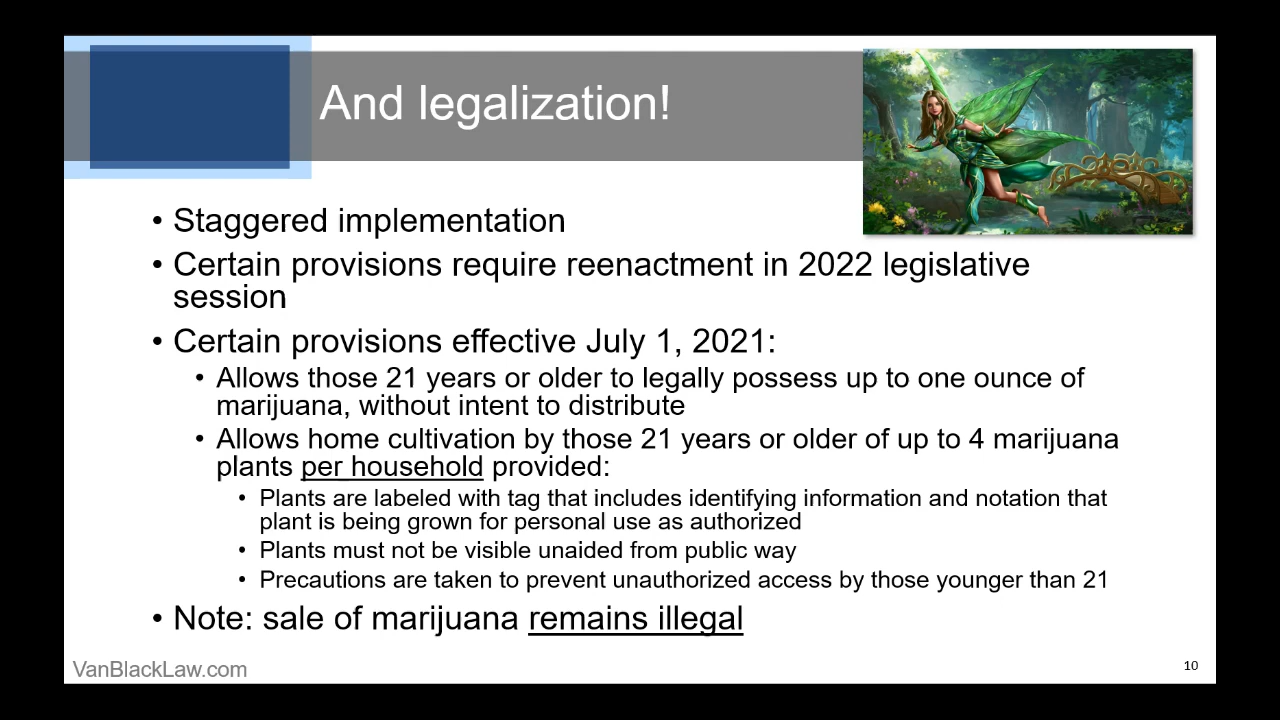 And legalization!
• Staggered implementation
• Certain provisions require reenactment in 2022 legislative
session
• Certain provisions effective July 1, 2021:
• Allows those 21 years or older to legally possess up to one ounce of
marijuana, without intent to distribute
• Allows home cultivation by those 21 years or older of up to 4 marijuana
plants per household provided:
• Plants are labeled with tag that includes identifying information and notation that
plant is being grown for personal use as authorized
• Plants must not be visible unaided from public way
• Precautions are taken to prevent unauthorized access by those younger than 21
• Note: sale of marijuana remains illegal
VanBlackLaw.com
10